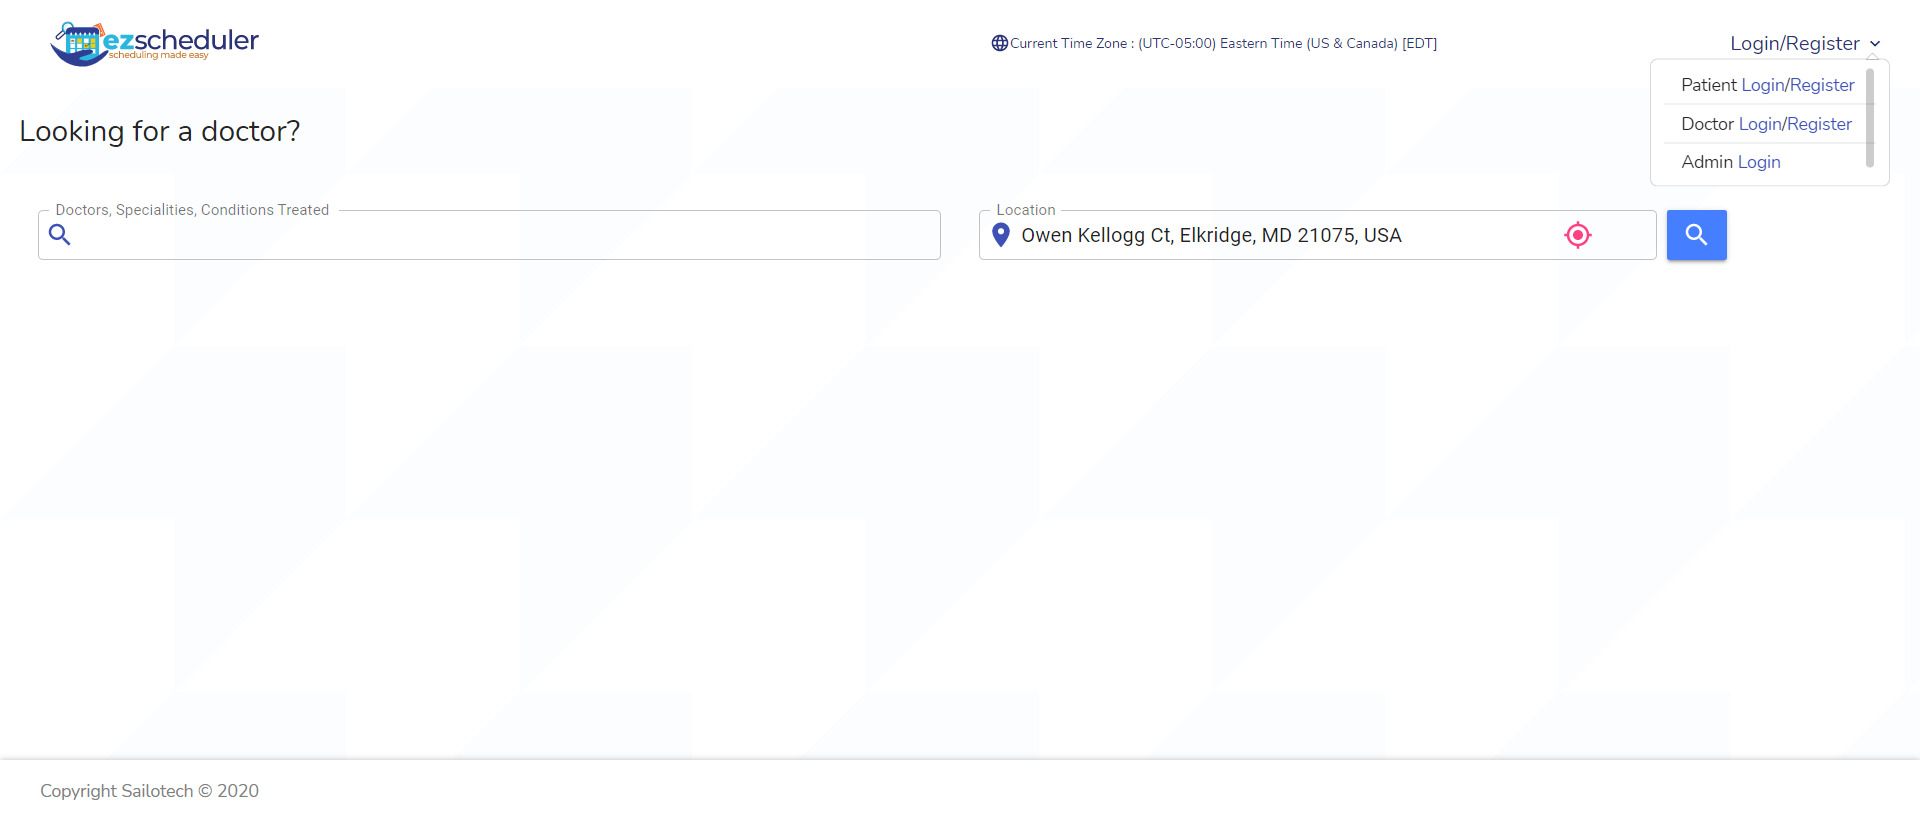 ezscheduler
scheduling made easy
Current Time Zone : (UTC-05:00) Eastern Time (US & Canada) [EDT]
Login/Register
Patient Login/Register
Doctor Login/Register
Admin Login
Looking for a doctor?
Doctors, Specialities, Conditions Treated
Location
Owen Kellogg Ct, Elkridge, MD 21075, USA
Copyright Sailotech © 2020